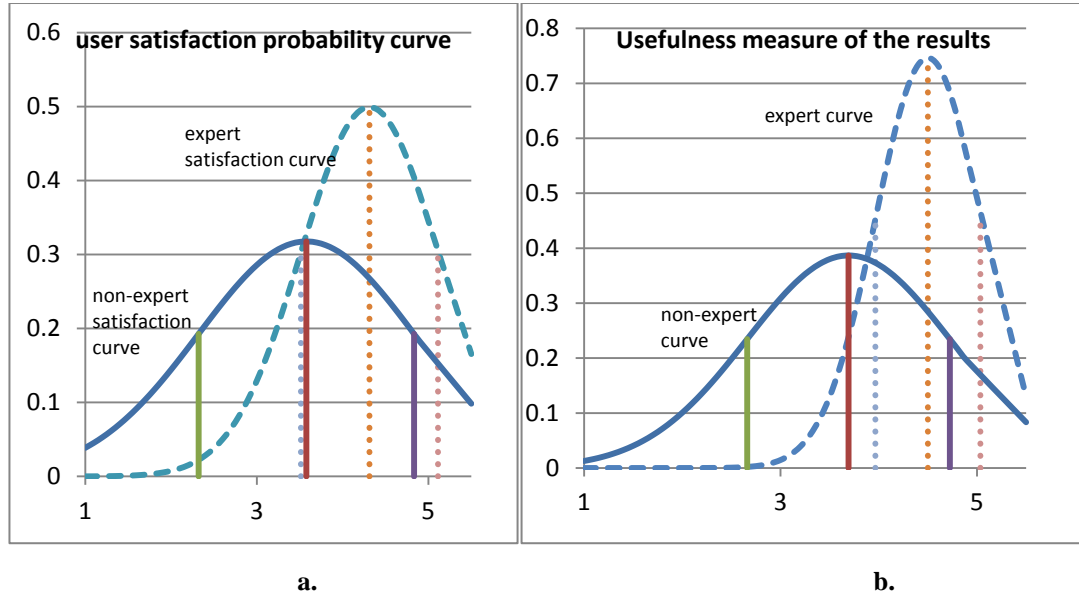 user satisfaction probability curve
0.6
0.5
0.4
0.3
0.2
0.1
0
expert
satisfaction curve
non-expert
satisfaction
curve
1
3
5
a.
Usefulness measure of the results
0.8
0.7
0.6
0.5
0.4
0.3
0.2
0.1
0
expert curve
non-expert
curve
1
3
5
b.